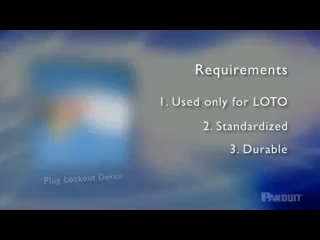 Requirements
1. Used only for LOTO
2. Standardized
3. Durable
Plug Lockout Device
PANDUIT